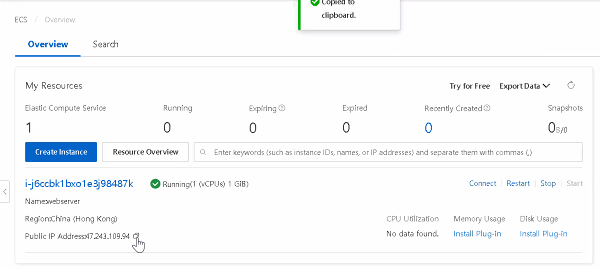 Copied to
clipboard.
ECS / Overview
Overview Search
My Resources Try for Free Export Data
Elastic Compute Service Running Expiring Expired Recently Created Snapshots
1 0 0 0 0 0s/0
Create Instance Resource Overview Enter keywords (such as instance IDs, names, or IP addresses) and separate them with commas (,)
i-j6ccbk1bxo1e3j98487k Running(1 (vCPUs) 1 GiB) Connect Restart Stop Start
Name:webserver
Region:China (Hong Kong) CPU Utilization Memory Usage Disk Usage
Public IP Address:47.243.109.94 No data found. Install Plug-in Install Plug-in